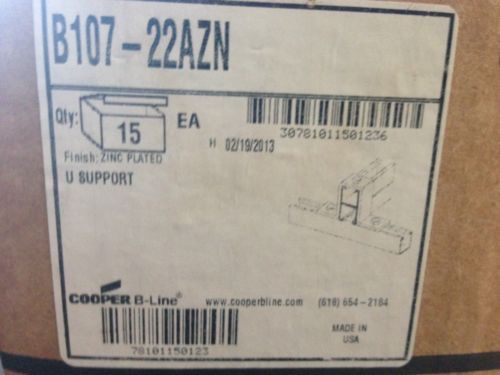 B107-22AZN
Qty: 15 EA
30781011501236
H 02/19/2013
Finish: ZINC PLATED
U SUPPORT
COOPER B-Line® www.cooperbline.com (618) 654-2184
78101150123
MADE IN
USA